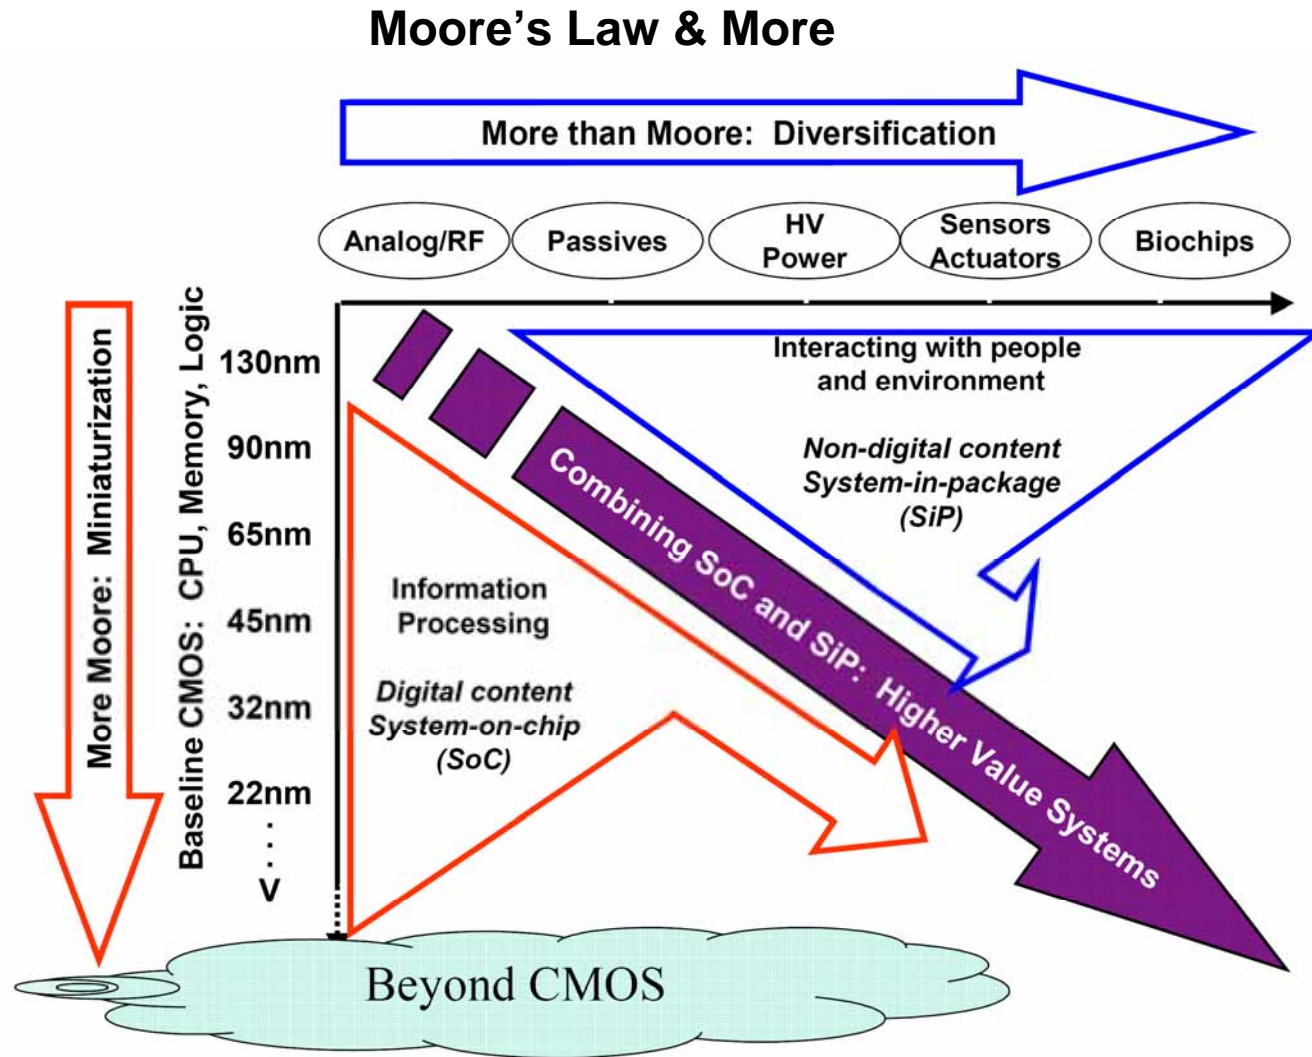 Moore's Law & More
More than Moore:  Diversification
Analog/RF
Passives
HV
Power
Sensors
Actuators
Biochips
More Moore:  Miniaturization
Baseline CMOS:  CPU, Memory, Logic
130nm
90nm
65nm
45nm
32nm
22nm
.
.
.
V
Interacting with people
and environment
Non-digital content
System-in-package
(SiP)
Combining SoC and SiP:  Higher Value Systems
Information
Processing
Digital content
System-on-chip
(SoC)
Beyond CMOS